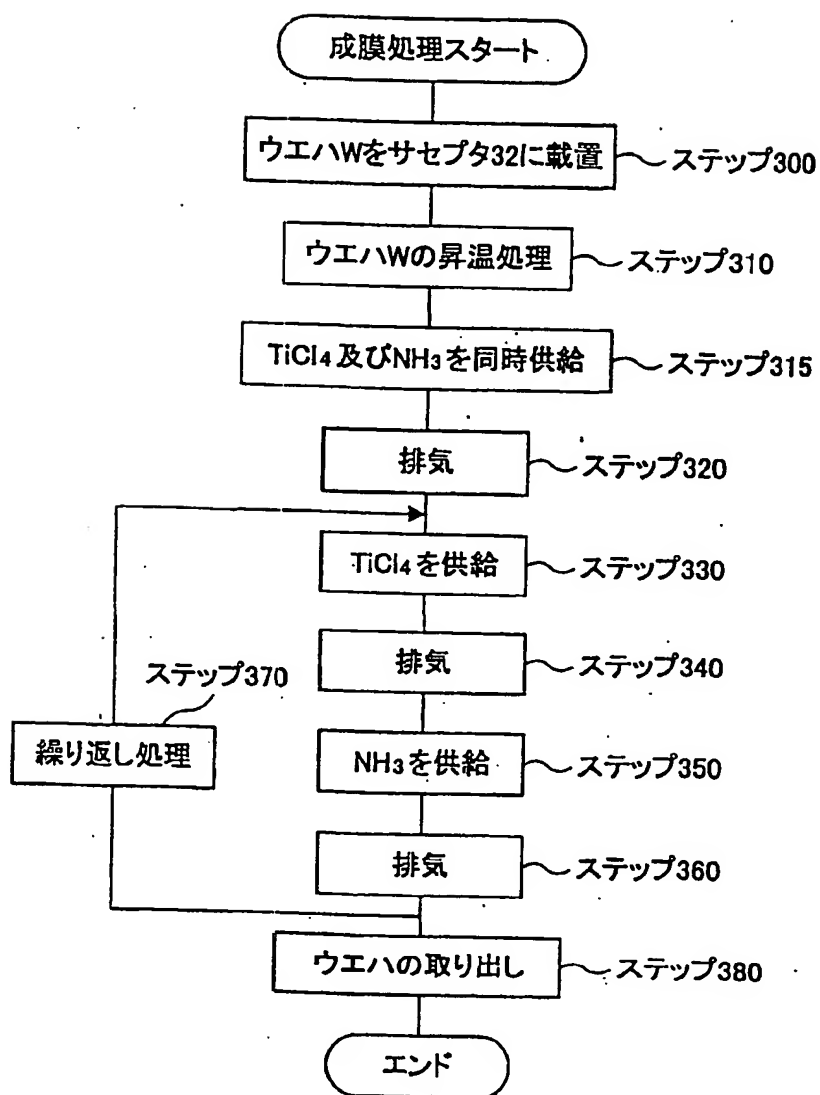 成膜処理スタート
ウエハWをサセプタ32に載置
ステップ300
ウエハWの昇温処理
ステップ310
TiCl4及びNH3を同時供給
ステップ315
排気
ステップ320
TiCl4を供給
ステップ330
排気
ステップ340
ステップ370
繰り返し処理
NH3を供給
ステップ350
排気
ステップ360
ウエハの取り出し
ステップ380
エンド